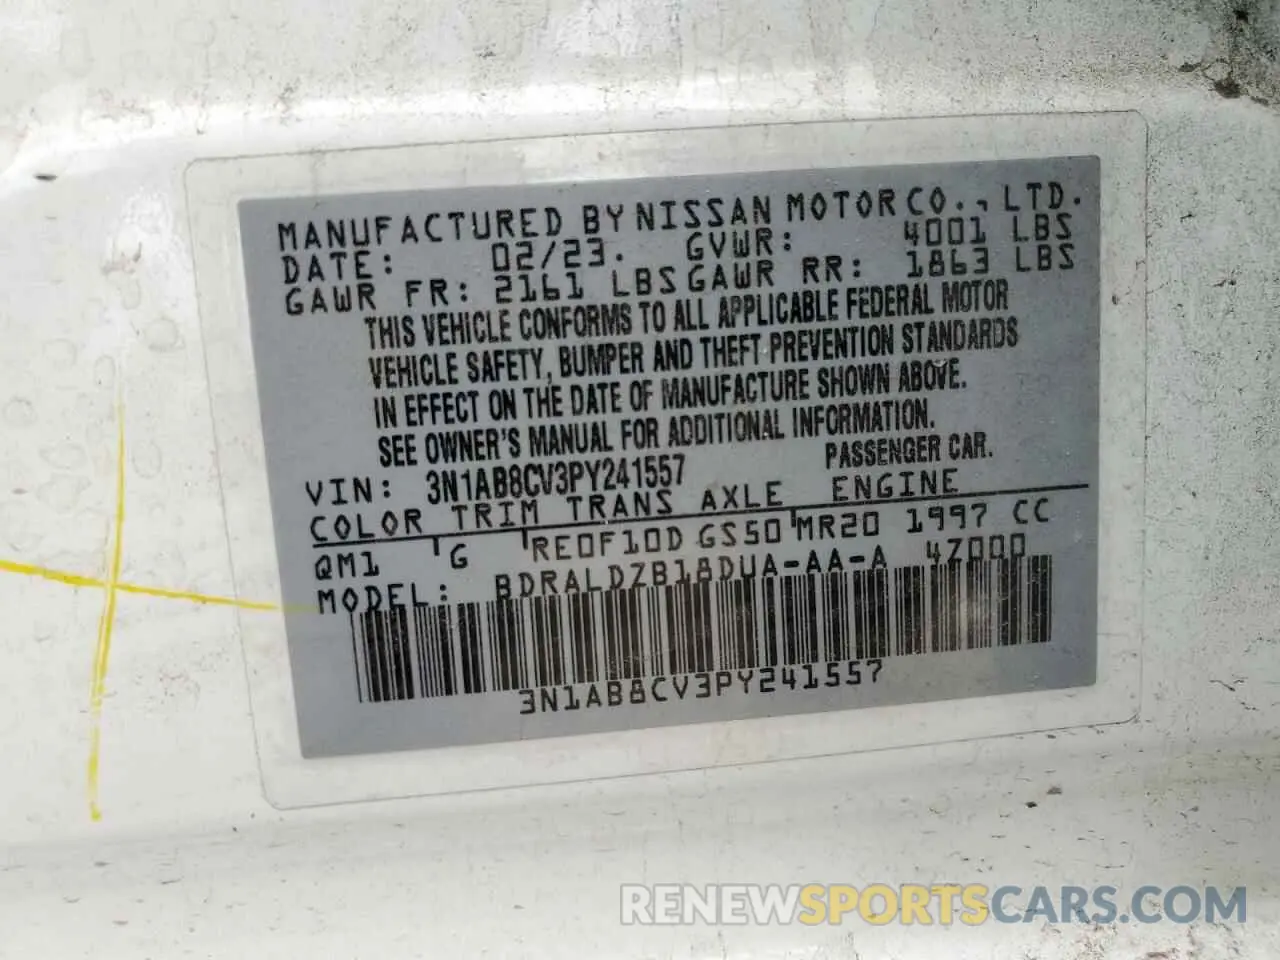 MANUFACTURED BY NISSAN MOTOR CO., LTD.
DATE: 02/23. GVWR: 4001 LBS
GAWR FR: 2161 LBS GAWR RR: 1863 LBS
THIS VEHICLE CONFORMS TO ALL APPLICABLE FEDERAL MOTOR
VEHICLE SAFETY, BUMPER AND THEFT PREVENTION STANDARDS
IN EFFECT ON THE DATE OF MANUFACTURE SHOWN ABOVE.
SEE OWNER'S MANUAL FOR ADDITIONAL INFORMATION.
VIN: 3N1AB8CV3PY241557 PASSENGER CAR.
COLOR TRIM TRANS AXLE ENGINE
QM1 G RE0F10D GS50 MR20 1997 CC
MODEL: BDRALDZB18DUA-AA-A 4Z000
3N1AB8CV3PY241557
RENEWSPORTSCARS.COM